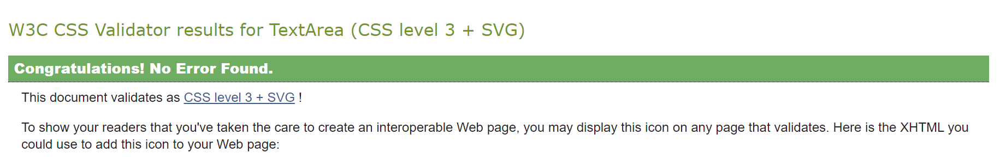 W3C CSS Validator results for TextArea (CSS level 3 + SVG)
Congratulations! No Error Found.
This document validates as CSS level 3 + SVG !
To show your readers that you've taken the care to create an interoperable Web page, you may display this icon on any page that validates. Here is the XHTML you
could use to add this icon to your Web page: